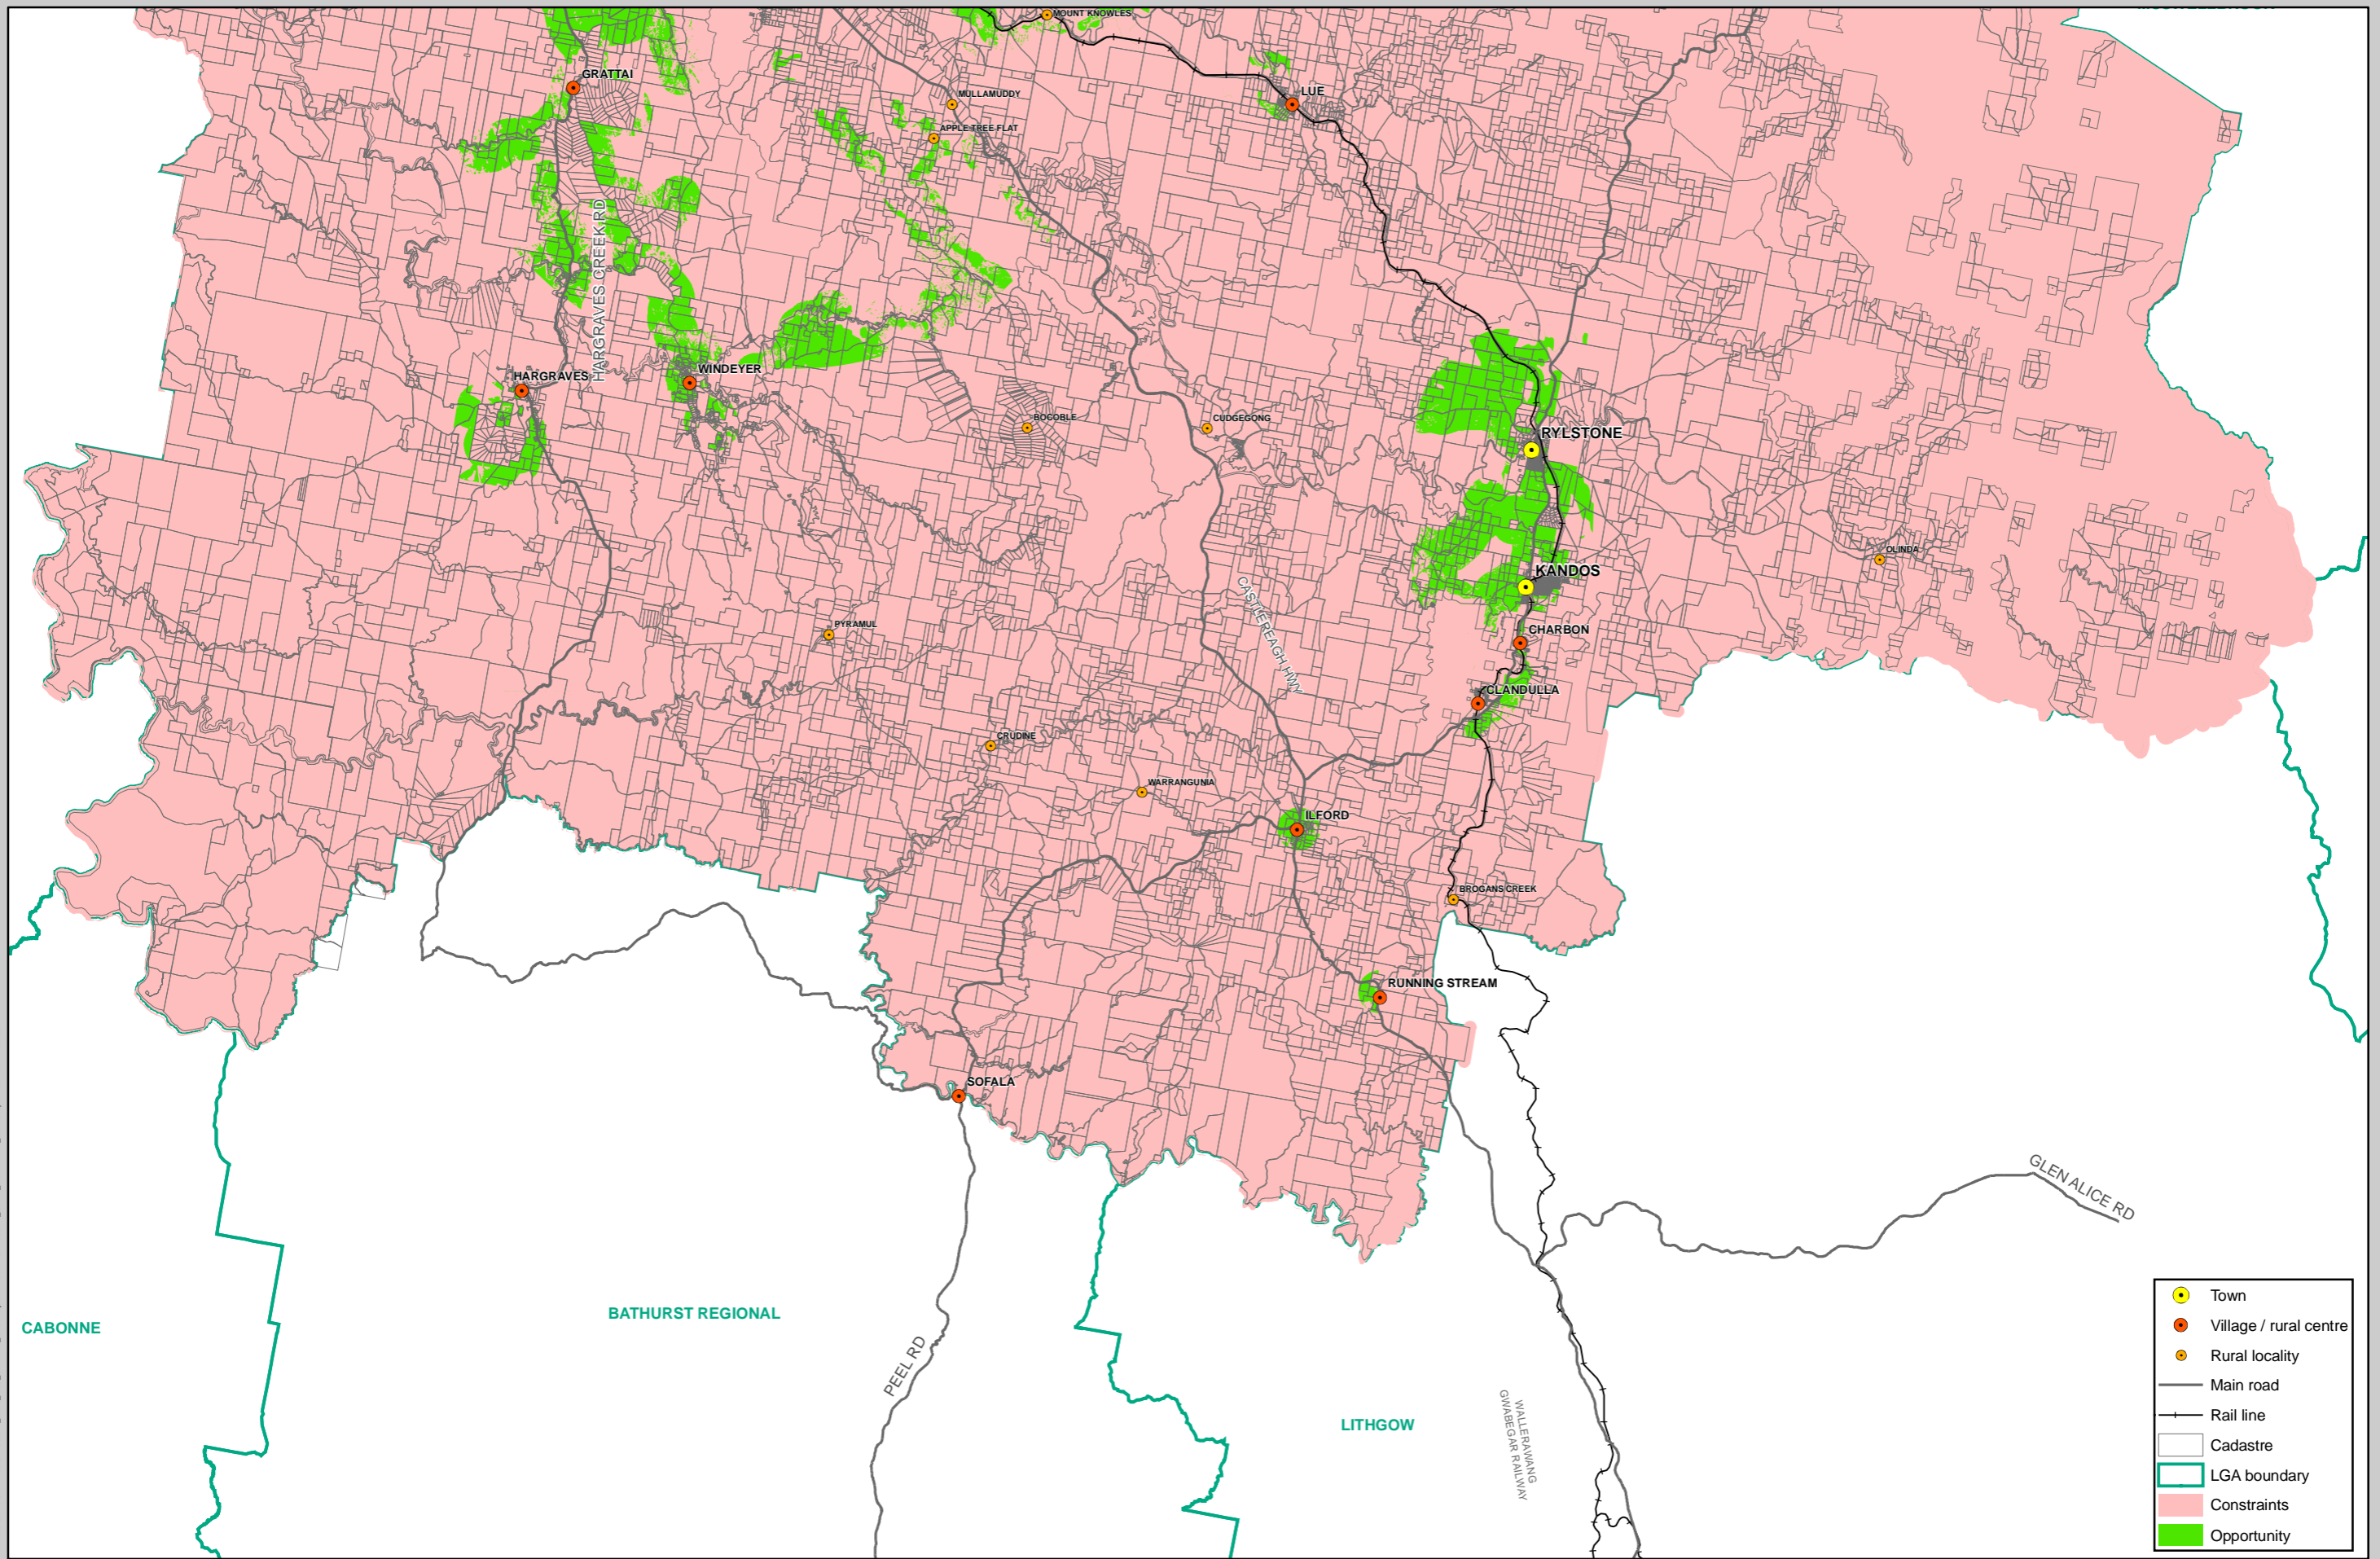 MOUNT KNOWLES
GRATTAI
MULLAMUDDY
LUE
APPLE TREE FLAT
HARGRAVES CREEK RD
HARGRAVES
WINDEYER
BOCOBLE
CUDGEGONG
RYLSTONE
OLINDA
KANDOS
CASTLEREAGH HWY
PYRAMUL
CHARBON
CLANDULLA
CRUDINE
WARRANGUNIA
ILFORD
BROGANS CREEK
RUNNING STREAM
SOFALA
GLEN ALICE RD
CABONNE
BATHURST REGIONAL
PEEL RD
LITHGOW
WALLERAWANG
GWABEGAR RAILWAY
Town
Village / rural centre
Rural locality
Main road
Rail line
Cadastre
LGA boundary
Constraints
Opportunity